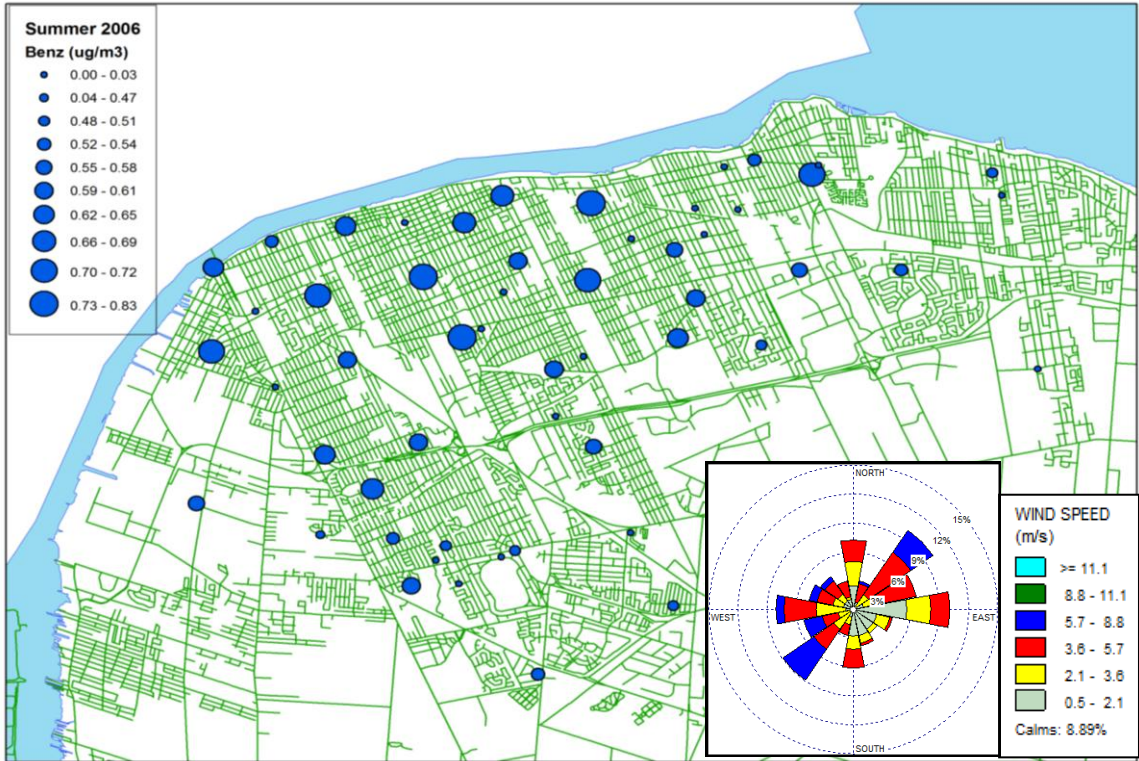 Summer 2006
Benz (ug/m3)
0.00 - 0.03
0.04 - 0.47
0.48 - 0.51
0.52 - 0.54
0.55 - 0.58
0.59 - 0.61
0.62 - 0.65
0.66 - 0.69
0.70 - 0.72
0.73 - 0.83
NORTH
15%
12%
9%
6%
3%
WEST
EAST
SOUTH
WIND SPEED
(m/s)
>= 11.1
8.8 - 11.1
5.7 - 8.8
3.6 - 5.7
2.1 - 3.6
0.5 - 2.1
Calms: 8.89%